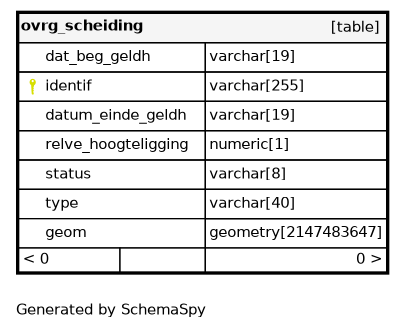 ovrg_scheiding [table]
dat_beg_geldh varchar[19]
identif varchar[255]
datum_einde_geldh varchar[19]
relve_hoogteligging numeric[1]
status varchar[8]
type varchar[40]
geom geometry[2147483647]
< 0 0 >
Generated by SchemaSpy